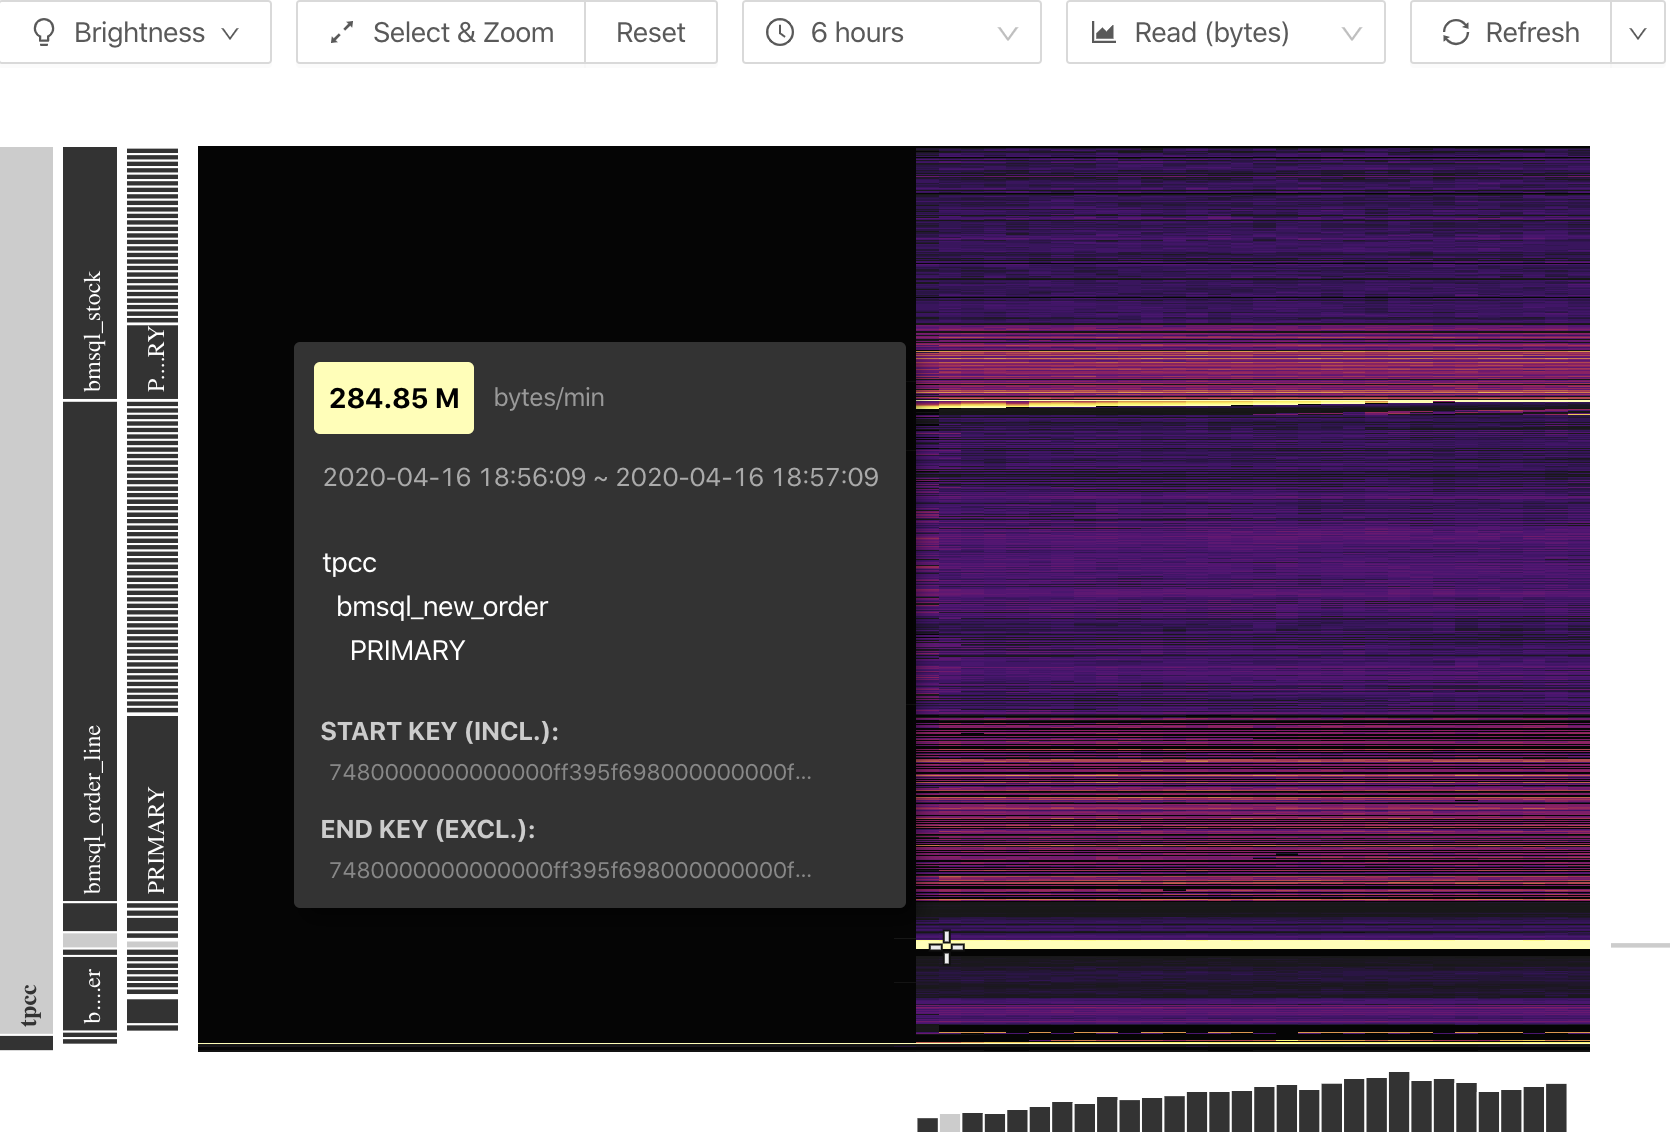 Brightness
Select & Zoom
Reset
6 hours
Read (bytes)
Refresh
bmsql_stock
P....RY
284.85 M bytes/min
2020-04-16 18:56:09 ~ 2020-04-16 18:57:09
tpcc
bmsql_new_order
PRIMARY
START KEY (INCL.):
7480000000000000ff395f698000000000f...
END KEY (EXCL.):
7480000000000000ff395f698000000000f...
bmsql_order_line
PRIMARY
tpcc
b....er